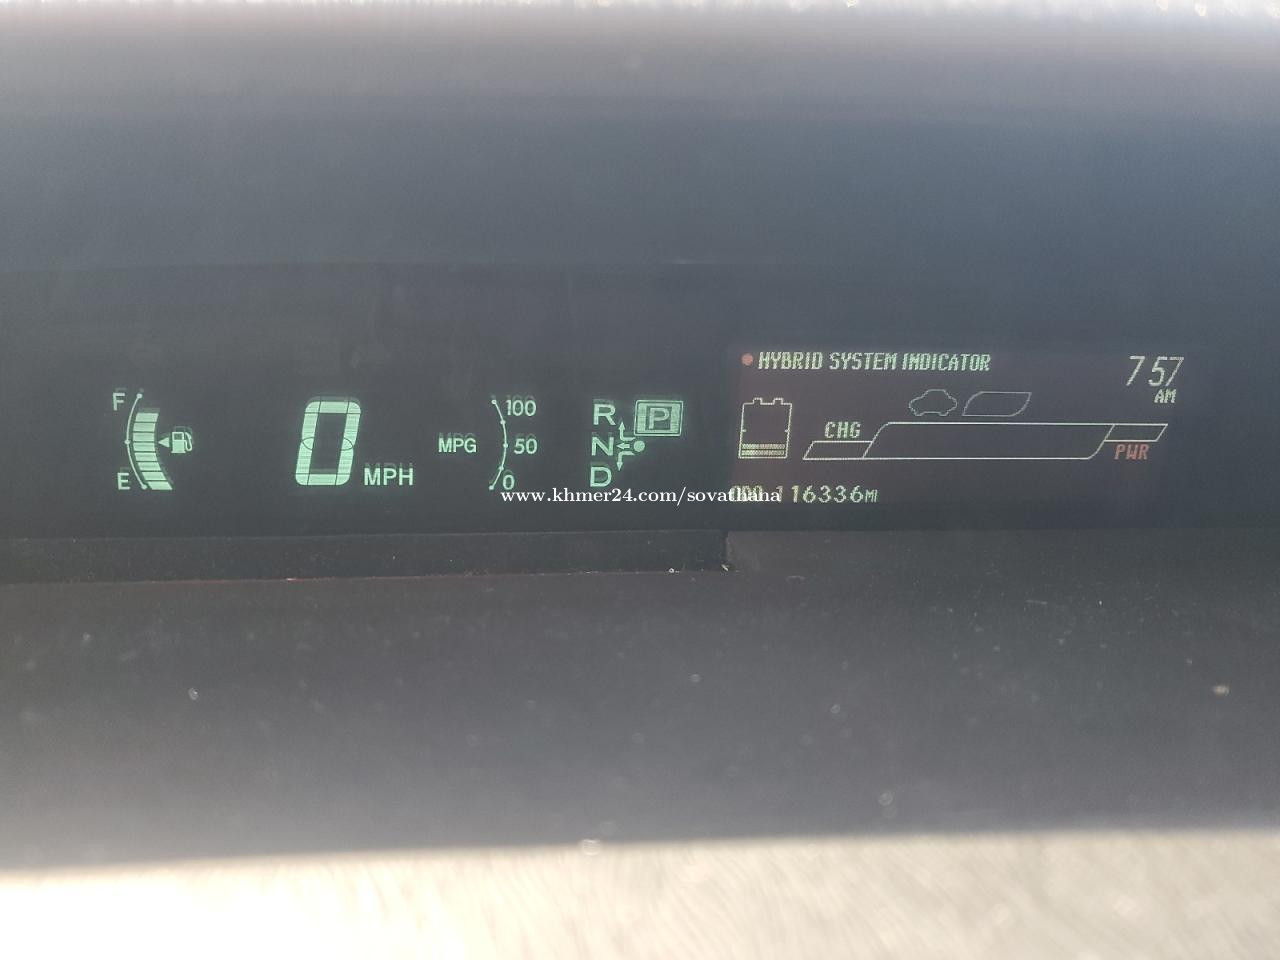 HYBRID SYSTEM INDICATOR
7 57
AM
F
E
0 MPH
MPG
100
50
0
R
N
D
P
CHG
PWR
www.khmer24.com/sovathana
ODO 116336MI